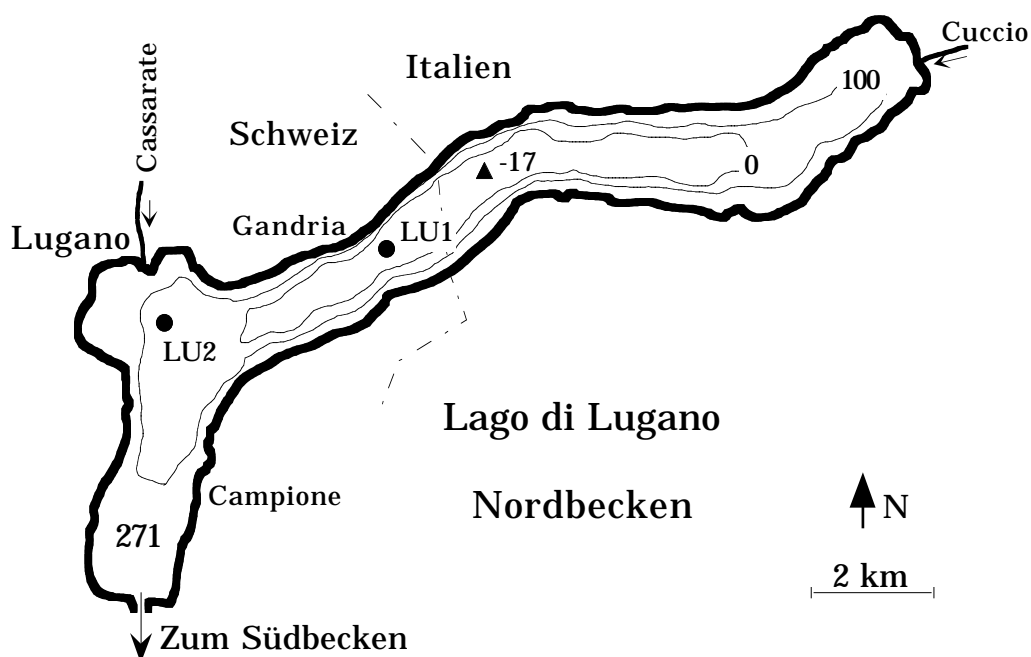 Cuccio
Italien
100
Cassarate
Schweiz
-17
0
Gandria
LU1
Lugano
LU2
Lago di Lugano
Campione
Nordbecken
N
271
2 km
Zum Südbecken